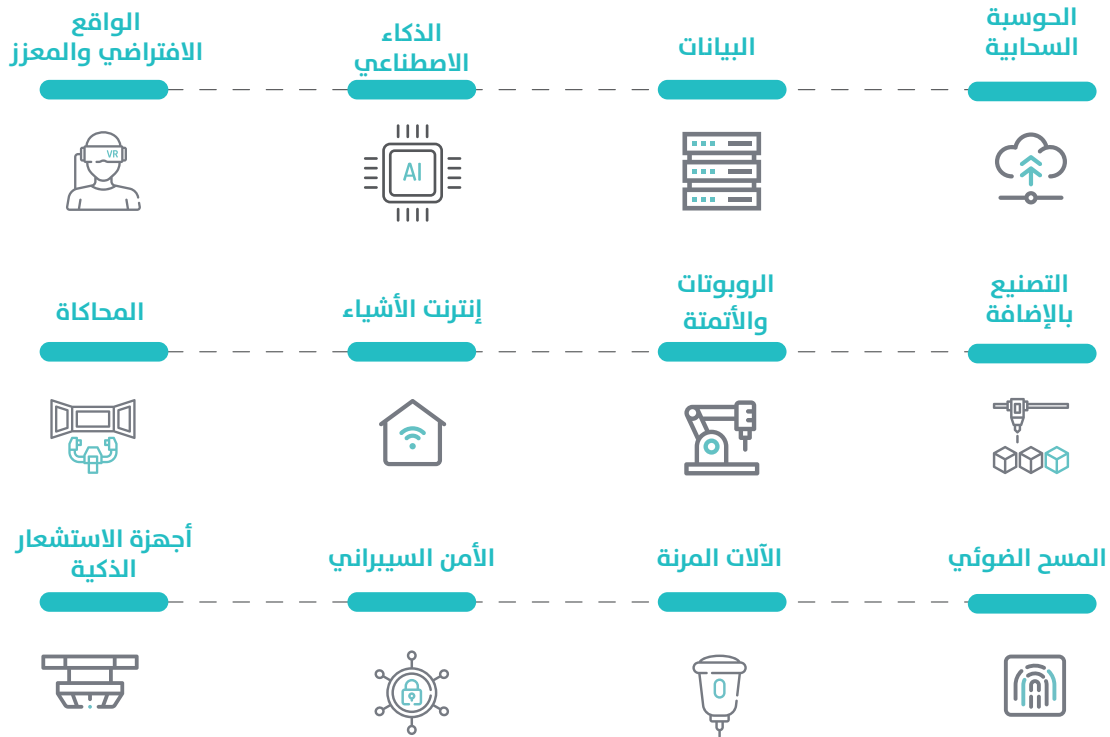 الحوسبة
السحابية
البيانات
الذكاء
الاصطناعي
الواقع
الافتراضي والمعزز
AI
VR
التصنيع
بالإضافة
الروبوتات
والأتمتة
إنترنت الأشياء
المحاكاة
المسح الضوئي
الآلات المرنة
الأمن السيبراني
أجهزة الاستشعار
الذكية